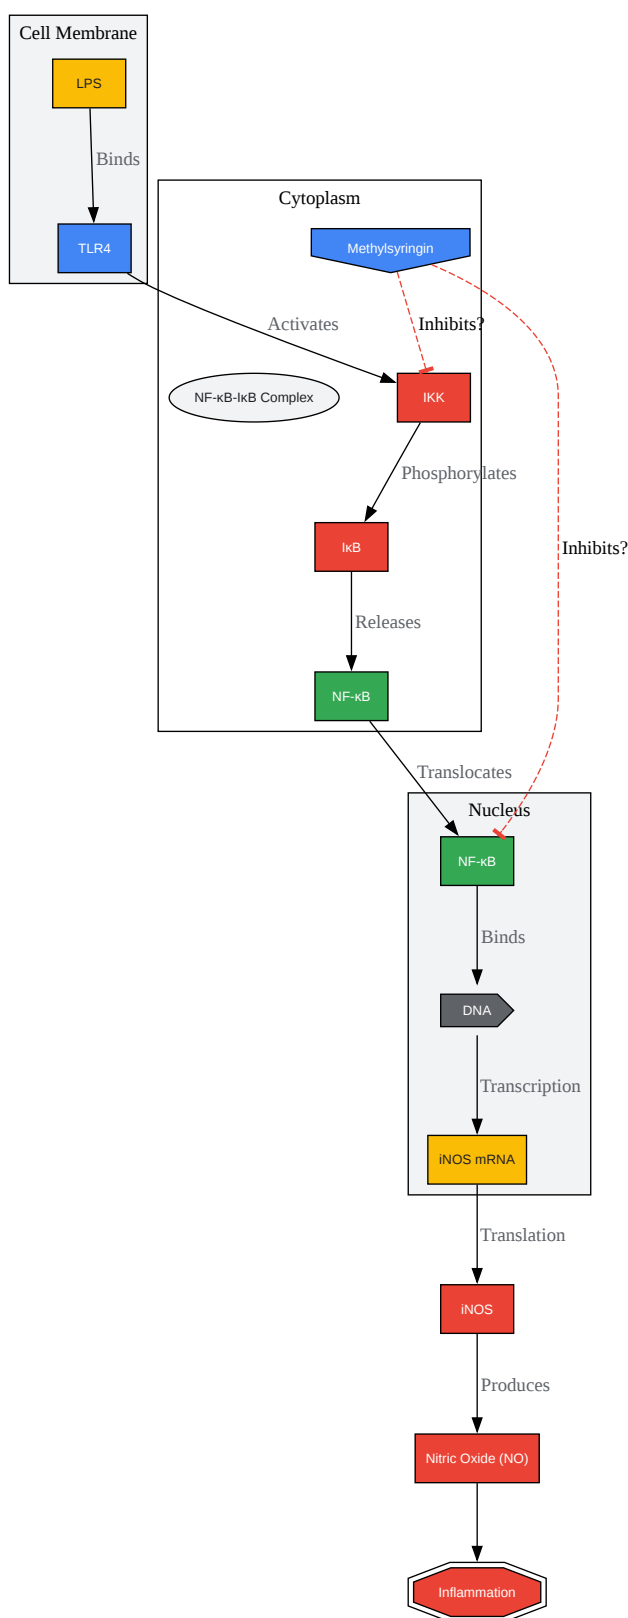 Cell Membrane
LPS
Binds
TLR4
Cytoplasm
Methylsyringin
Activates
Inhibits?
NF-κB-IκB Complex
IKK
Phosphorylates
IκB
Inhibits?
Releases
NF-κB
Translocates
Nucleus
NF-κB
Binds
DNA
Transcription
iNOS mRNA
Translation
iNOS
Produces
Nitric Oxide (NO)
Inflammation